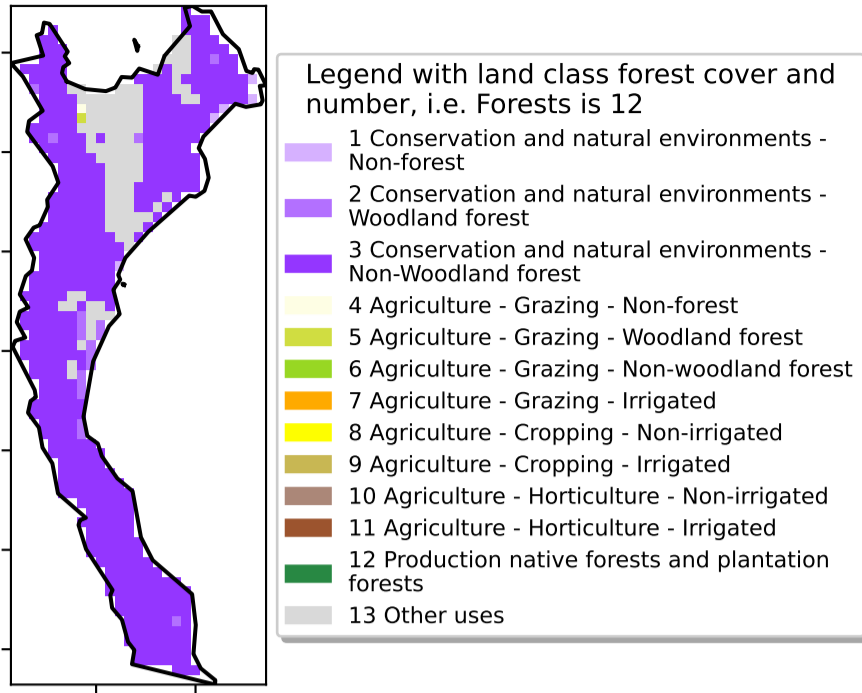 Legend with land class forest cover and
number, i.e. Forests is 12
1 Conservation and natural environments -
Non-forest
2 Conservation and natural environments -
Woodland forest
3 Conservation and natural environments -
Non-Woodland forest
4 Agriculture - Grazing - Non-forest
5 Agriculture - Grazing - Woodland forest
6 Agriculture - Grazing - Non-woodland forest
7 Agriculture - Grazing - Irrigated
8 Agriculture - Cropping - Non-irrigated
9 Agriculture - Cropping - Irrigated
10 Agriculture - Horticulture - Non-irrigated
11 Agriculture - Horticulture - Irrigated
12 Production native forests and plantation
forests
13 Other uses